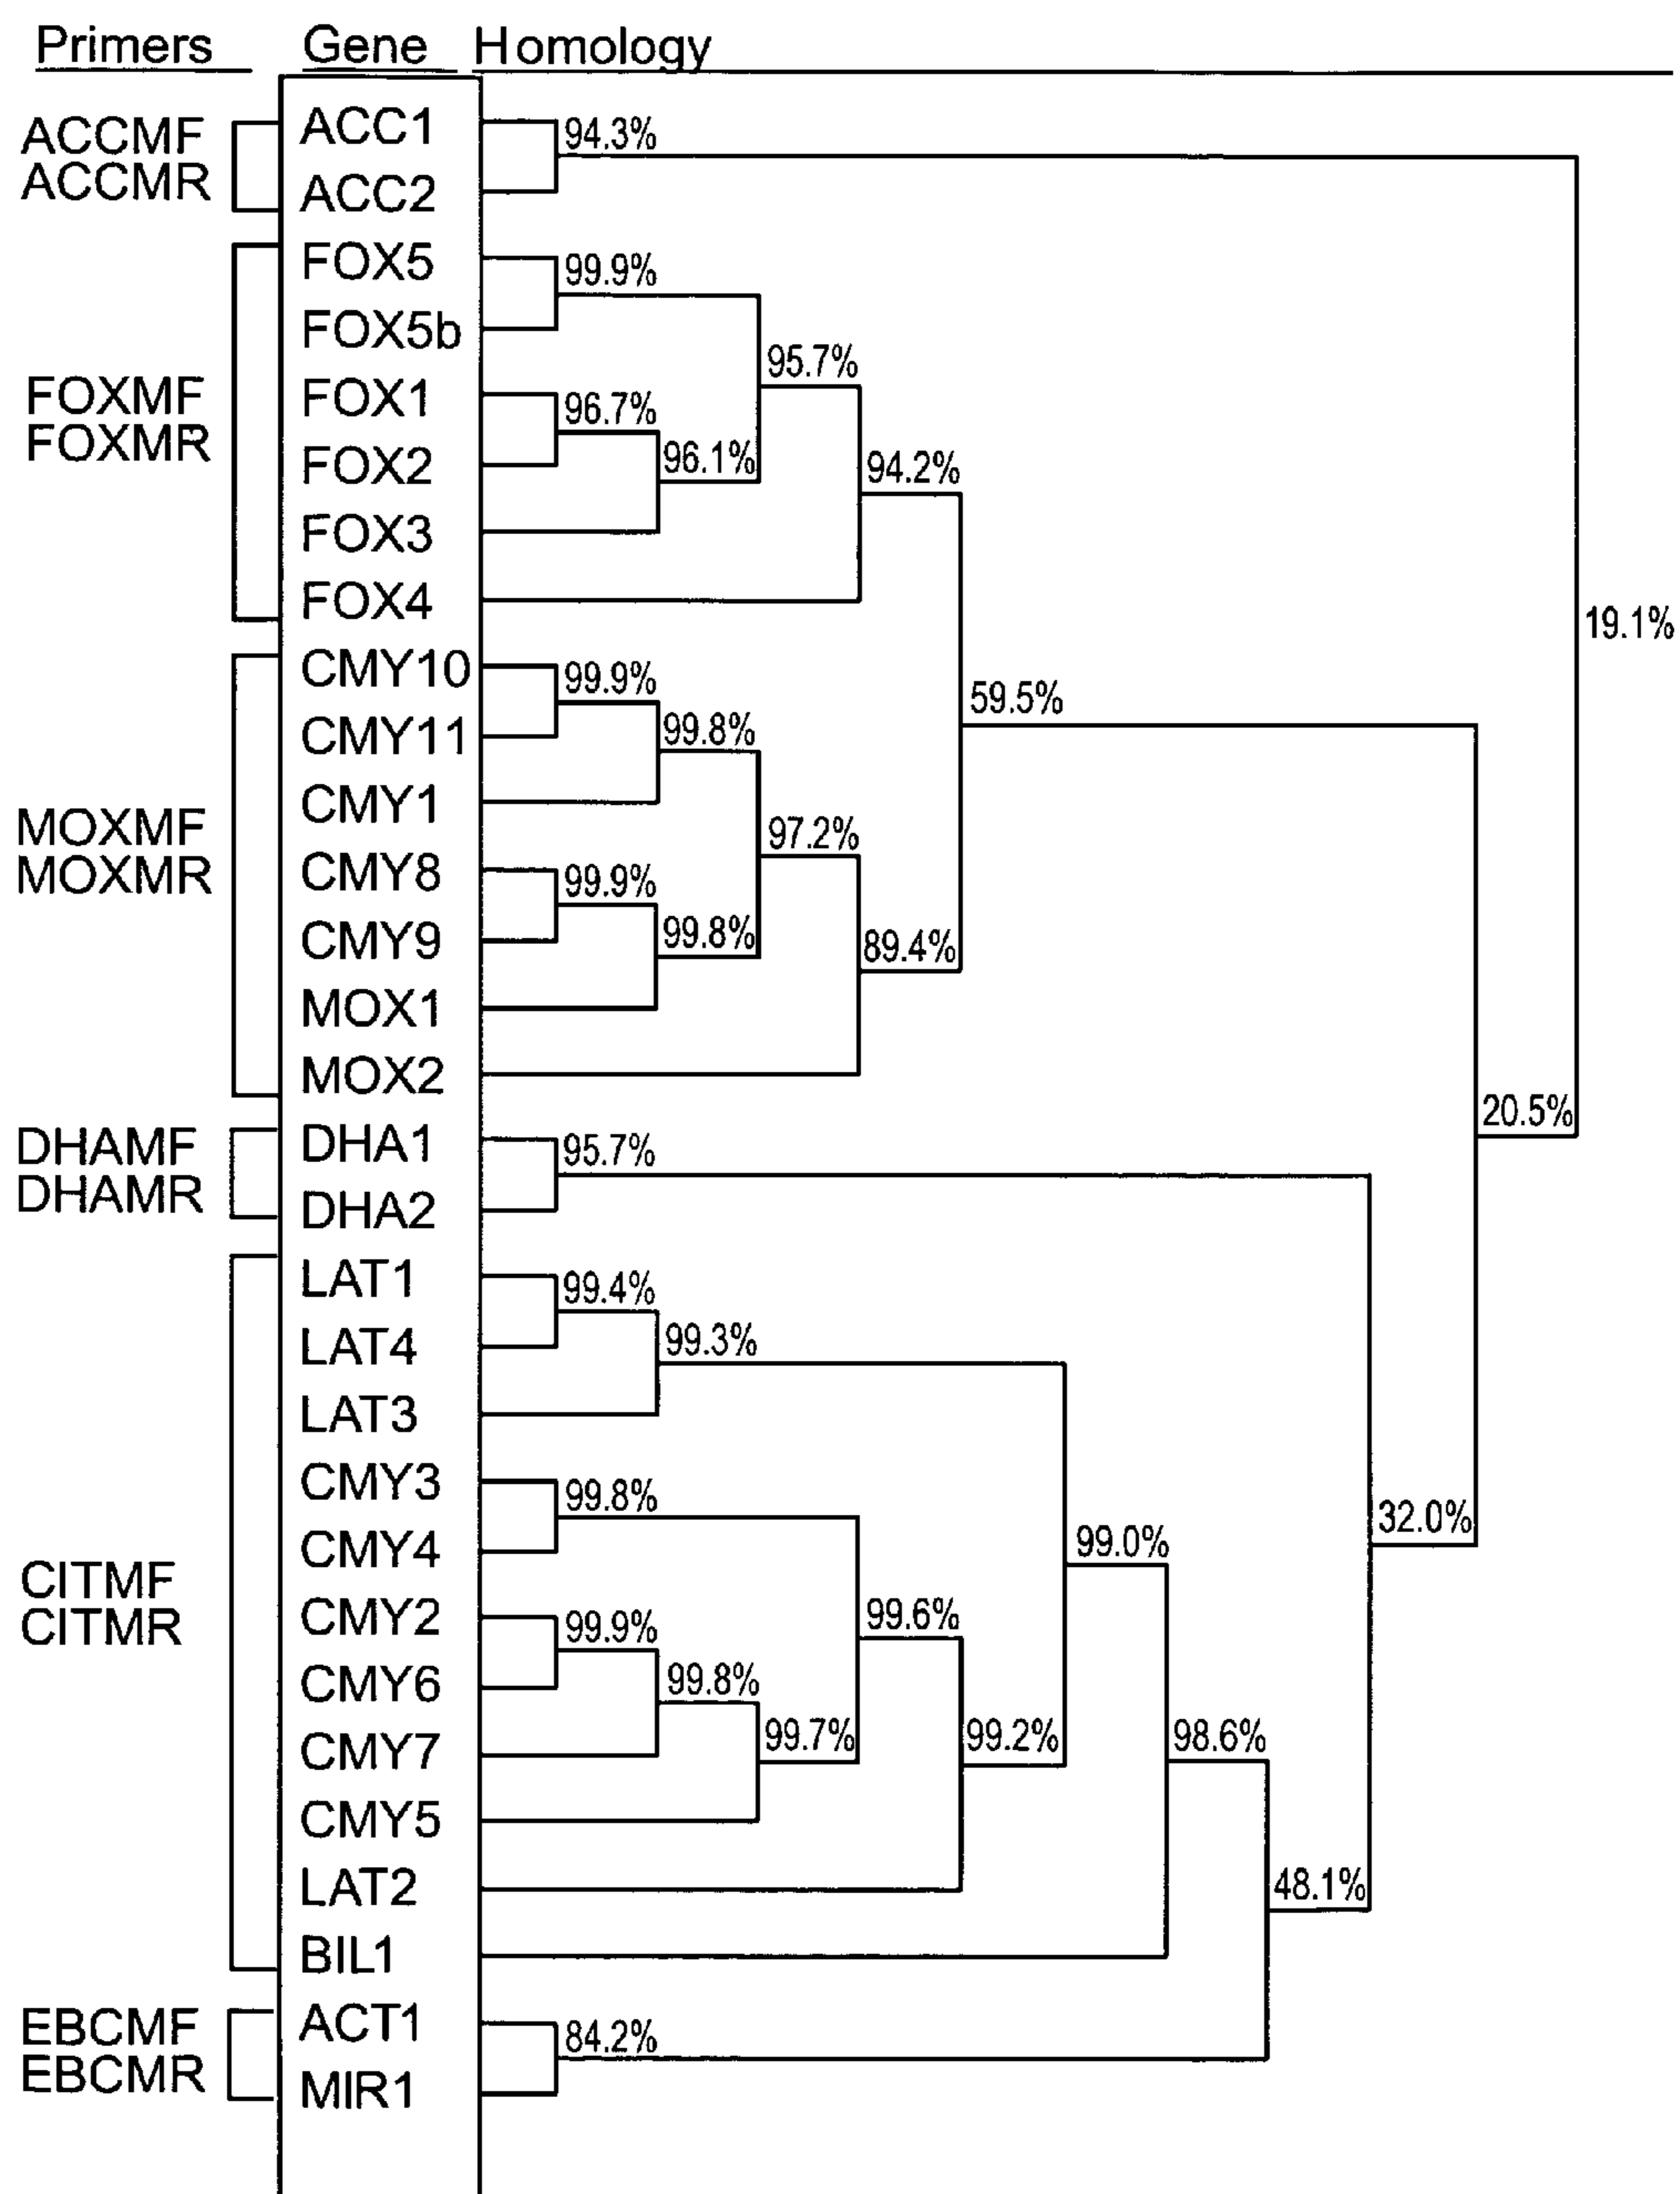 Primers Gene Homology
ACCMF
ACCMR
ACC1
ACC2
94.3%
FOXMF
FOXMR
FOX5
FOX5b
FOX1
FOX2
FOX3
FOX4
99.9%
96.7%
96.1%
95.7%
94.2%
MOXMF
MOXMR
CMY10
CMY11
CMY1
CMY8
CMY9
MOX1
MOX2
99.9%
99.8%
99.9%
99.8%
97.2%
89.4%
59.5%
19.1%
20.5%
DHAMF
DHAMR
DHA1
DHA2
95.7%
CITMF
CITMR
LAT1
LAT4
LAT3
CMY3
CMY4
CMY2
CMY6
CMY7
CMY5
LAT2
BIL1
99.4%
99.3%
99.8%
99.9%
99.8%
99.7%
99.6%
99.2%
99.0%
98.6%
32.0%
48.1%
EBCMF
EBCMR
ACT1
MIR1
84.2%